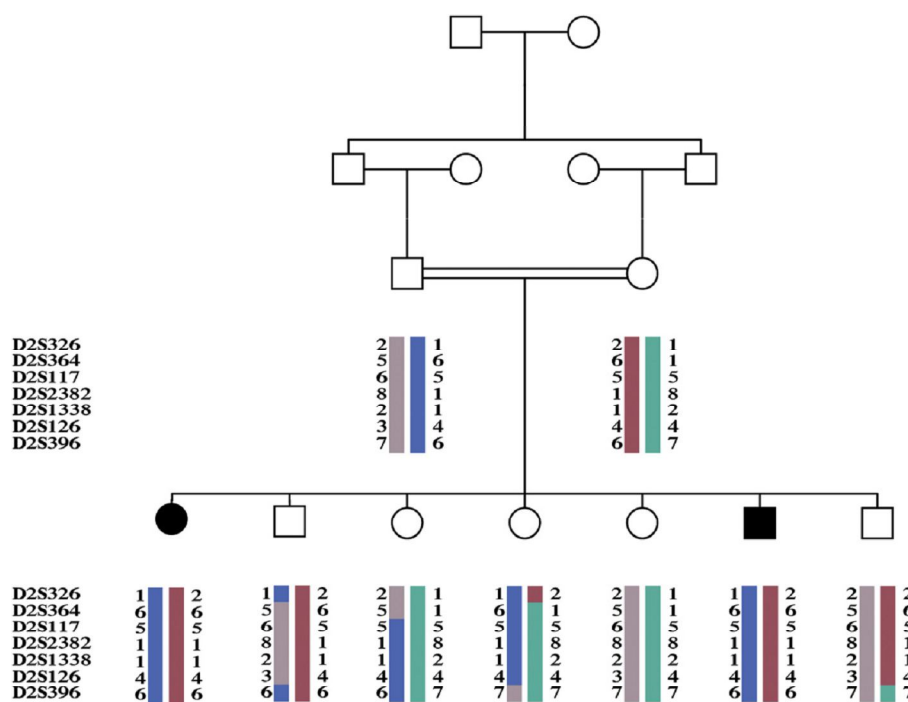 D2S326 2 1 2 1
D2S364 5 6 6 1
D2S117 6 5 5 5
D2S2382 8 1 1 8
D2S1338 2 1 1 2
D2S126 3 4 4 4
D2S396 7 6 6 7
D2S326 1 2 1 2 2 1 1 2 2 1 1 2 2 2
D2S364 6 6 5 6 5 1 6 1 5 1 6 6 5 6
D2S117 5 5 6 5 5 5 5 5 6 5 5 5 6 5
D2S2382 1 1 8 1 1 8 1 8 8 8 1 1 8 1
D2S1338 1 1 2 1 1 2 1 2 2 2 1 1 2 1
D2S126 4 4 3 4 4 4 4 4 3 4 4 4 3 4
D2S396 6 6 6 6 6 7 7 7 7 7 6 6 7 7